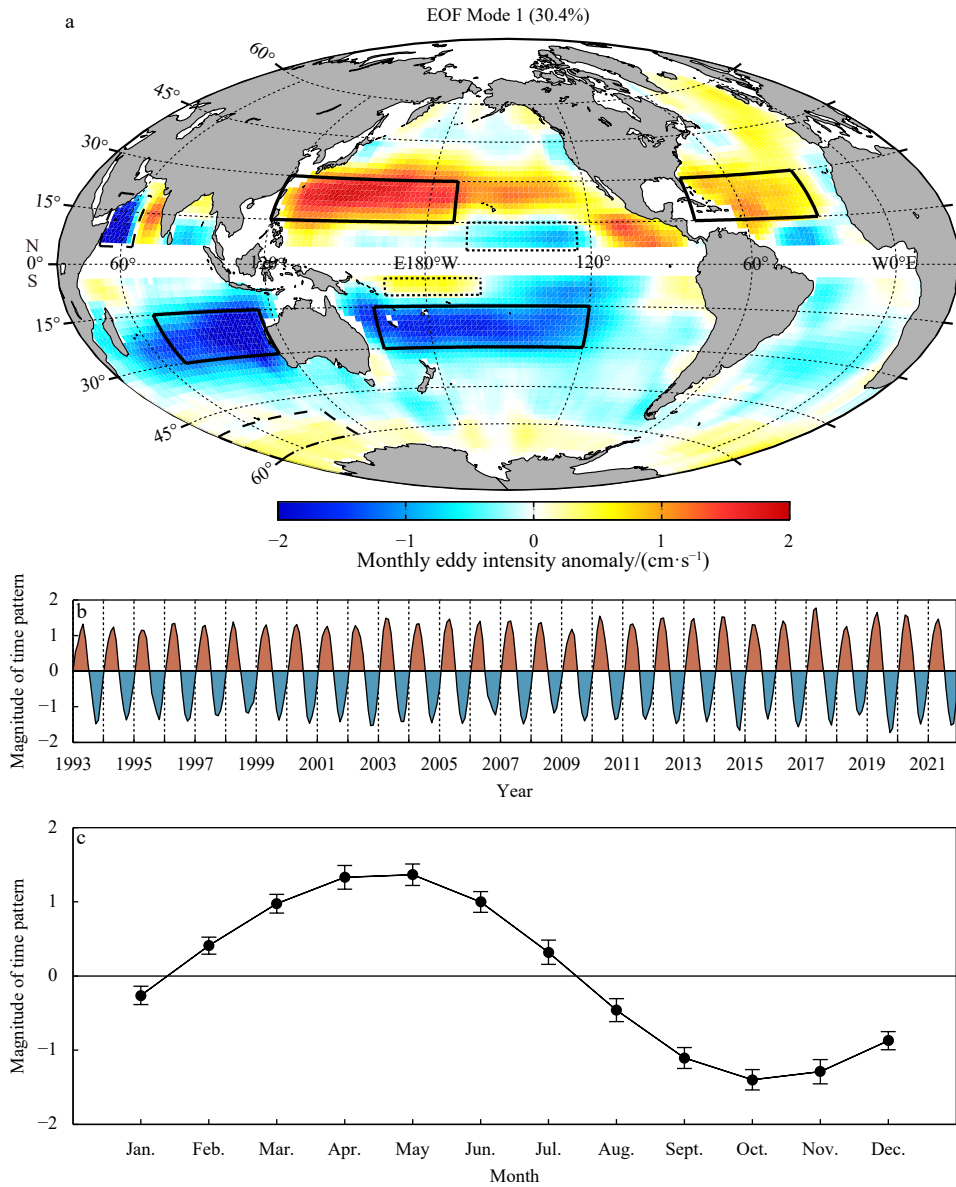 EOF Mode 1 (30.4%)
a
60°
45°
30°
15°
N
0°
S
60°
120°
E180°W
120°
60°
W0°E
15°
30°
45°
60°
−2
−1
0
1
2
Monthly eddy intensity anomaly/(cm·s⁻¹)
b
2
1
0
−1
−2
Magnitude of time pattern
1993 1995 1997 1999 2001 2003 2005 2007 2009 2011 2013 2015 2017 2019 2021
Year
c
2
1
0
−1
−2
Magnitude of time pattern
Jan. Feb. Mar. Apr. May Jun. Jul. Aug. Sept. Oct. Nov. Dec.
Month